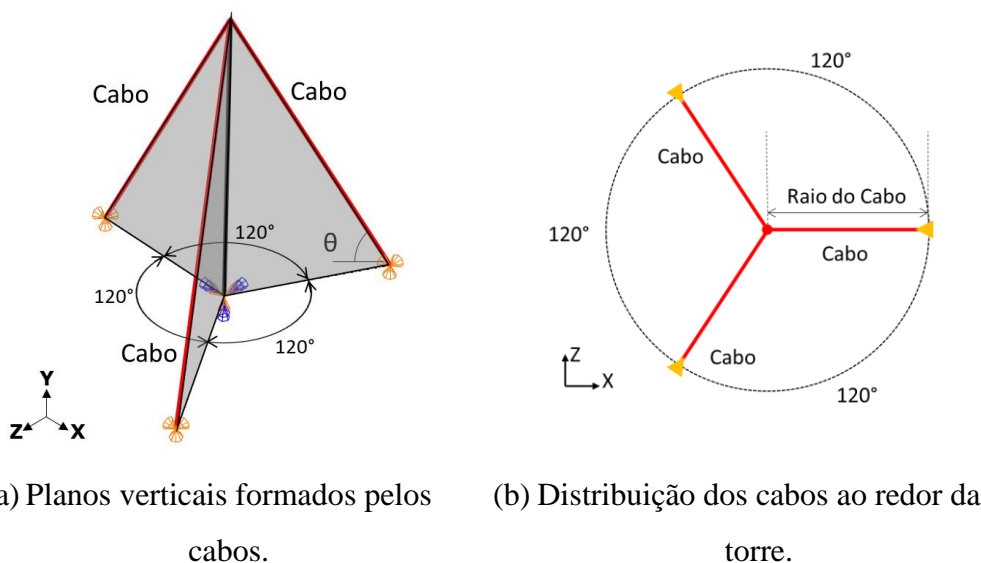 Cabo
Cabo
θ
120°
120°
120°
Cabo
Y
Z
X
120°
Cabo
Raio do Cabo
120°
Cabo
Cabo
Z
X
120°
a) Planos verticais formados pelos
cabos.
(b) Distribuição dos cabos ao redor da
torre.